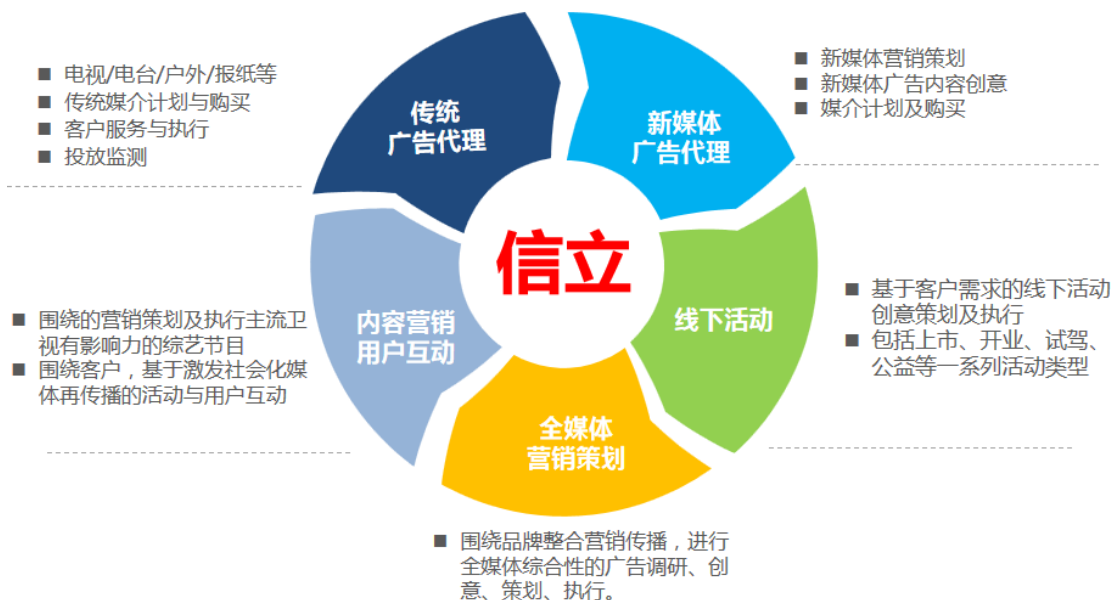 ■ 电视/电台/户外/报纸等
■ 传统媒介计划与购买
■ 客户服务与执行
■ 投放监测
传统
广告代理
新媒体
广告代理
■ 新媒体营销策划
■ 新媒体广告内容创意
■ 媒介计划及购买
信立
■ 围绕的营销策划及执行主流卫
视有影响力的综艺节目
■ 围绕客户，基于激发社会化媒
体再传播的活动与用户互动
内容营销
用户互动
线下活动
■ 基于客户需求的线下活动
创意策划及执行
■ 包括上市、开业、试驾、
公益等一系列活动类型
全媒体
营销策划
■ 围绕品牌整合营销传播，进行
全媒体综合性的广告调研、创
意、策划、执行。